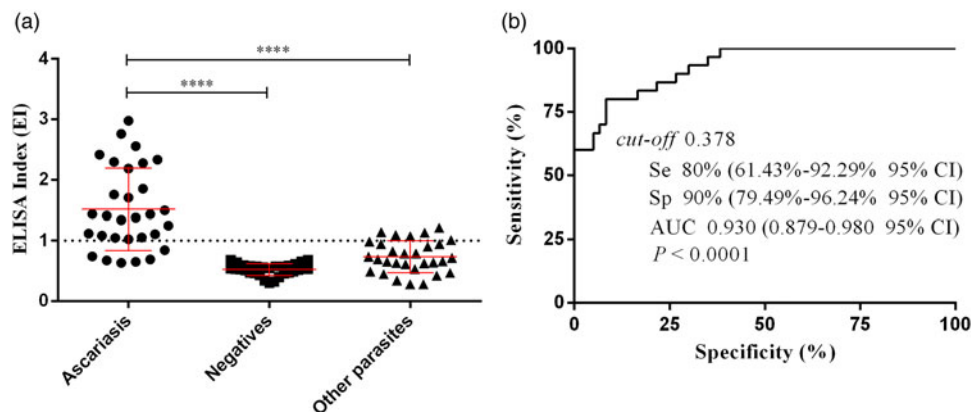 (a)
****
****
ELISA Index (EI)
4
3
2
1
0
Ascariasis
Negatives
Other parasites
(b)
Sensitivity (%)
100
75
50
25
0
cut-off 0.378
Se 80% (61.43%-92.29% 95% CI)
Sp 90% (79.49%-96.24% 95% CI)
AUC 0.930 (0.879-0.980 95% CI)
P < 0.0001
0 25 50 75 100
Specificity (%)